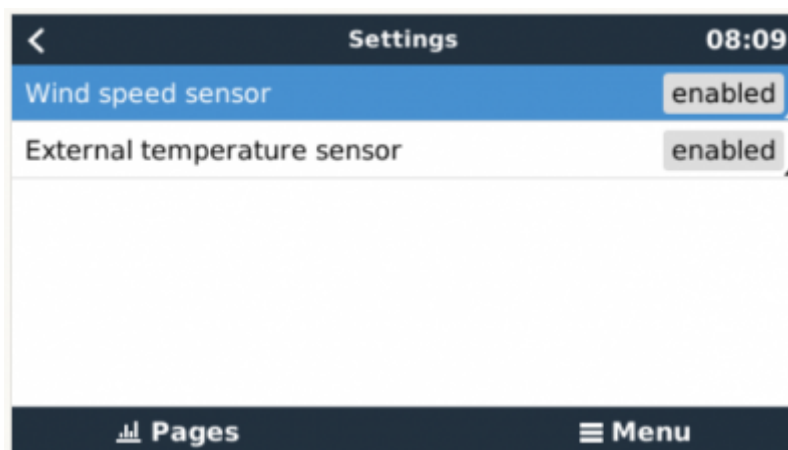 Settings 08:09
Wind speed sensor enabled
External temperature sensor enabled
Pages Menu